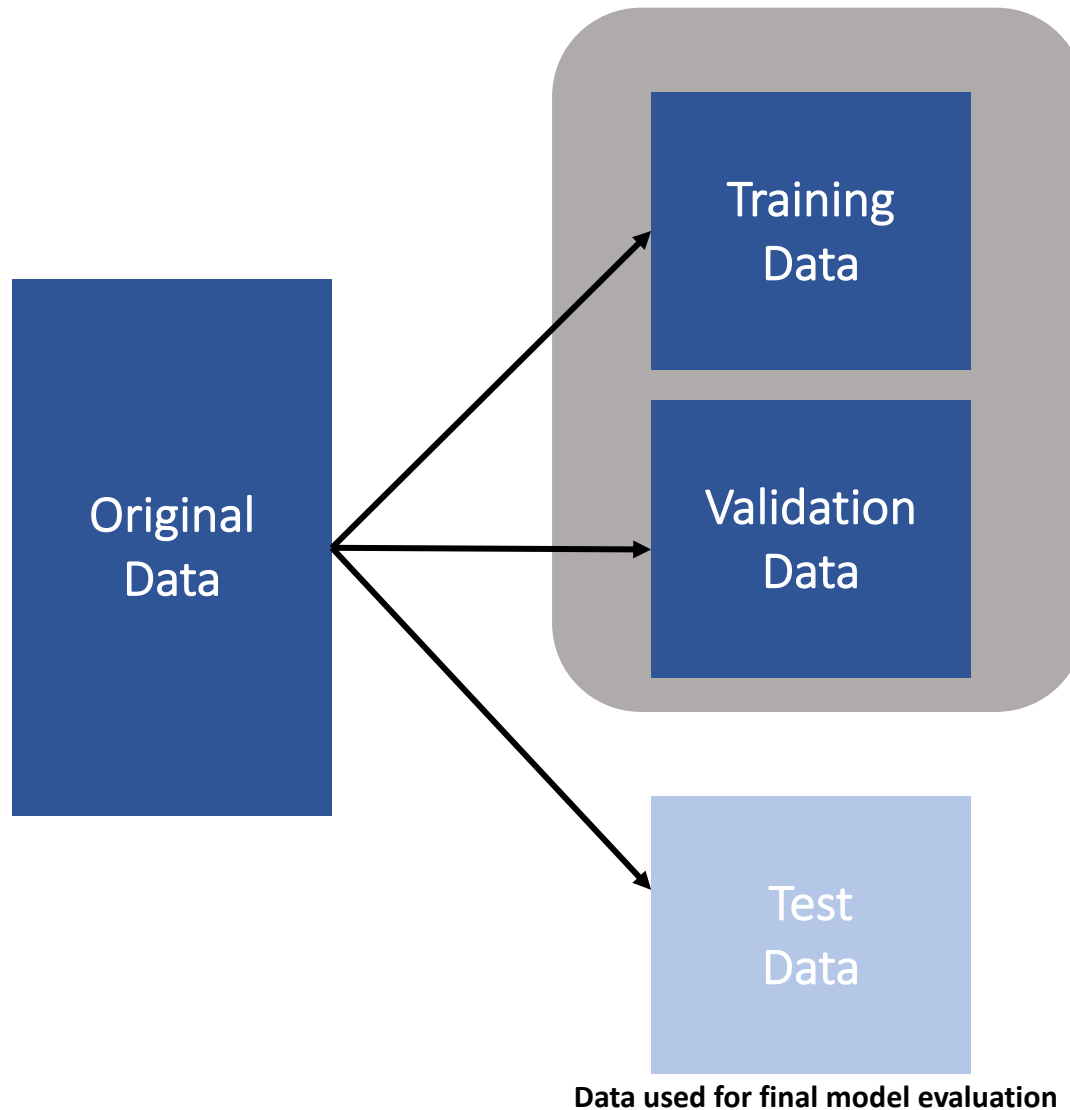 Original
Data
Training
Data
Validation
Data
Test
Data
Data used for final model evaluation